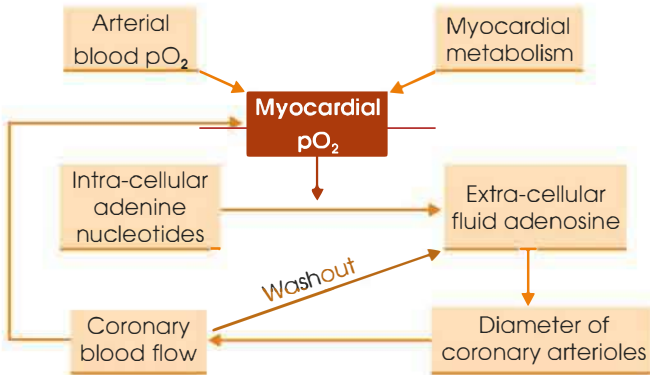 Arterial
blood pO₂
Myocardial
metabolism
Myocardial
pO₂
Intra-cellular
adenine
nucleotides
Extra-cellular
fluid adenosine
Washout
Coronary
blood flow
Diameter of
coronary arterioles